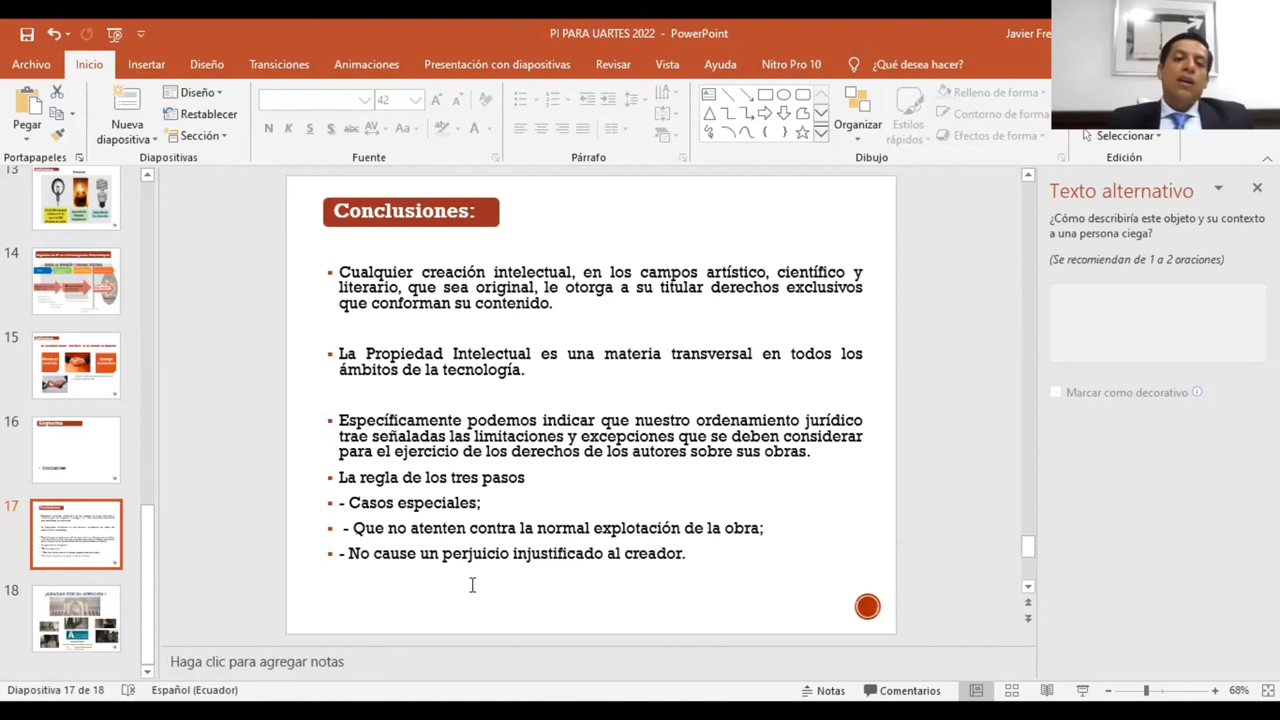 PI PARA UARTES 2022 - PowerPoint
Javier Fre
Archivo Inicio Insertar Diseño Transiciones Animaciones Presentación con diapositivas Revisar Vista Ayuda Nitro Pro 10 ¿Qué desea hacer?
Pegar
Portapapeles
Nueva diapositiva
Diseño
Restablecer
Sección
Diapositivas
42
Fuente
Párrafo
Organizar
Estilos rápidos
Relleno de forma
Contorno de forma
Efectos de forma
Dibujo
Seleccionar
Edición
13
14
15
16
17
18
Conclusiones:
Cualquier creación intelectual, en los campos artístico, científico y
literario, que sea original, le otorga a su titular derechos exclusivos
que conforman su contenido.
La Propiedad Intelectual es una materia transversal en todos los
ámbitos de la tecnología.
Específicamente podemos indicar que nuestro ordenamiento jurídico
trae señaladas las limitaciones y excepciones que se deben considerar
para el ejercicio de los derechos de los autores sobre sus obras.
La regla de los tres pasos
- Casos especiales;
- Que no atenten contra la normal explotación de la obra;
- No cause un perjuicio injustificado al creador.
Texto alternativo
¿Cómo describiría este objeto y su contexto
a una persona ciega?
(Se recomiendan de 1 a 2 oraciones)
Marcar como decorativo
Haga clic para agregar notas
Diapositiva 17 de 18 Español (Ecuador) Notas Comentarios 68%